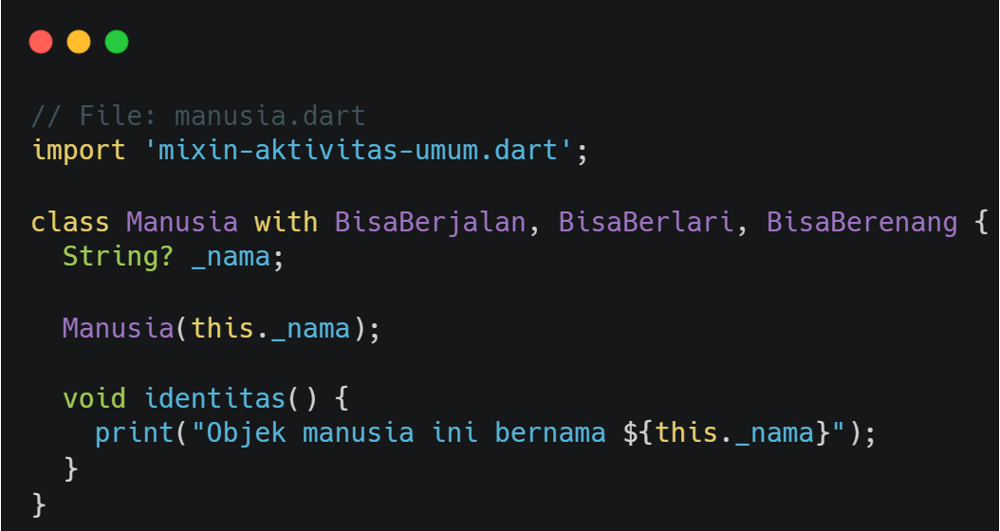 // File: manusia.dart
import 'mixin-aktivitas-umum.dart';
class Manusia with BisaBerjalan, BisaBerlari, BisaBerenang {
  String? _nama;
  Manusia(this._nama);
  void identitas() {
    print("Objek manusia ini bernama ${this._nama}");
  }
}